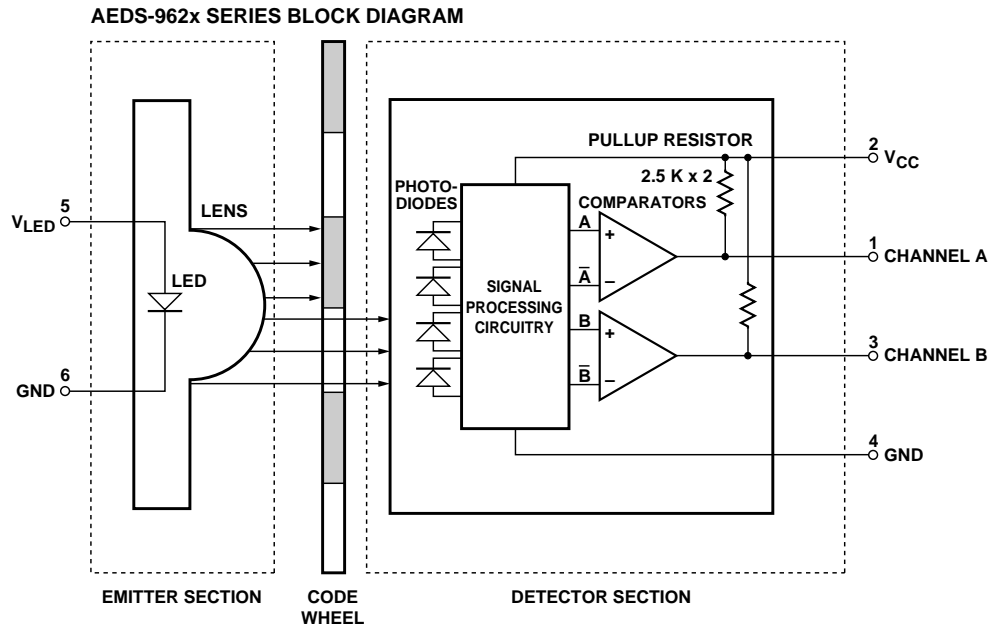 AEDS-962x SERIES BLOCK DIAGRAM
PULLUP RESISTOR
2
VCC
2.5 K x 2
PHOTO-
DIODES
COMPARATORS
5
VLED
LENS
LED
6
GND
SIGNAL
PROCESSING
CIRCUITRY
A
+
A̅
–
B
+
B̅
–
1
CHANNEL A
3
CHANNEL B
4
GND
EMITTER SECTION
CODE
WHEEL
DETECTOR SECTION